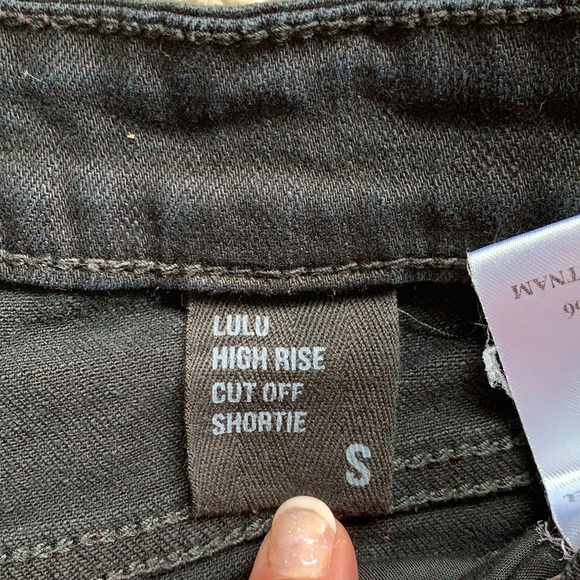 LULU
HIGH RISE
CUT OFF
SHORTIE
S